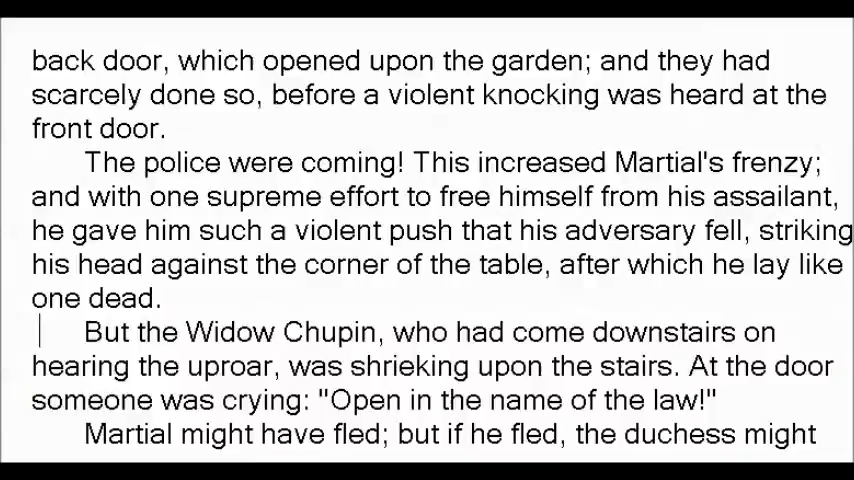 back door, which opened upon the garden; and they had
scarcely done so, before a violent knocking was heard at the
front door.
The police were coming! This increased Martial's frenzy;
and with one supreme effort to free himself from his assailant,
he gave him such a violent push that his adversary fell, striking
his head against the corner of the table, after which he lay like
one dead.
But the Widow Chupin, who had come downstairs on
hearing the uproar, was shrieking upon the stairs. At the door
someone was crying: "Open in the name of the law!"
Martial might have fled; but if he fled, the duchess might